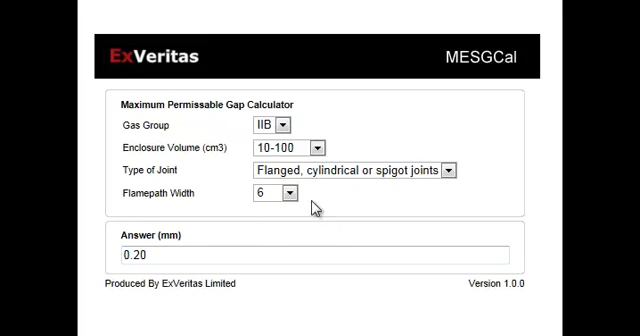 ExVeritas
MESGCal
Maximum Permissable Gap Calculator
Gas Group IIB
Enclosure Volume (cm3) 10-100
Type of Joint Flanged, cylindrical or spigot joints
Flamepath Width 6
Answer (mm)
0.20
Produced By ExVeritas Limited
Version 1.0.0